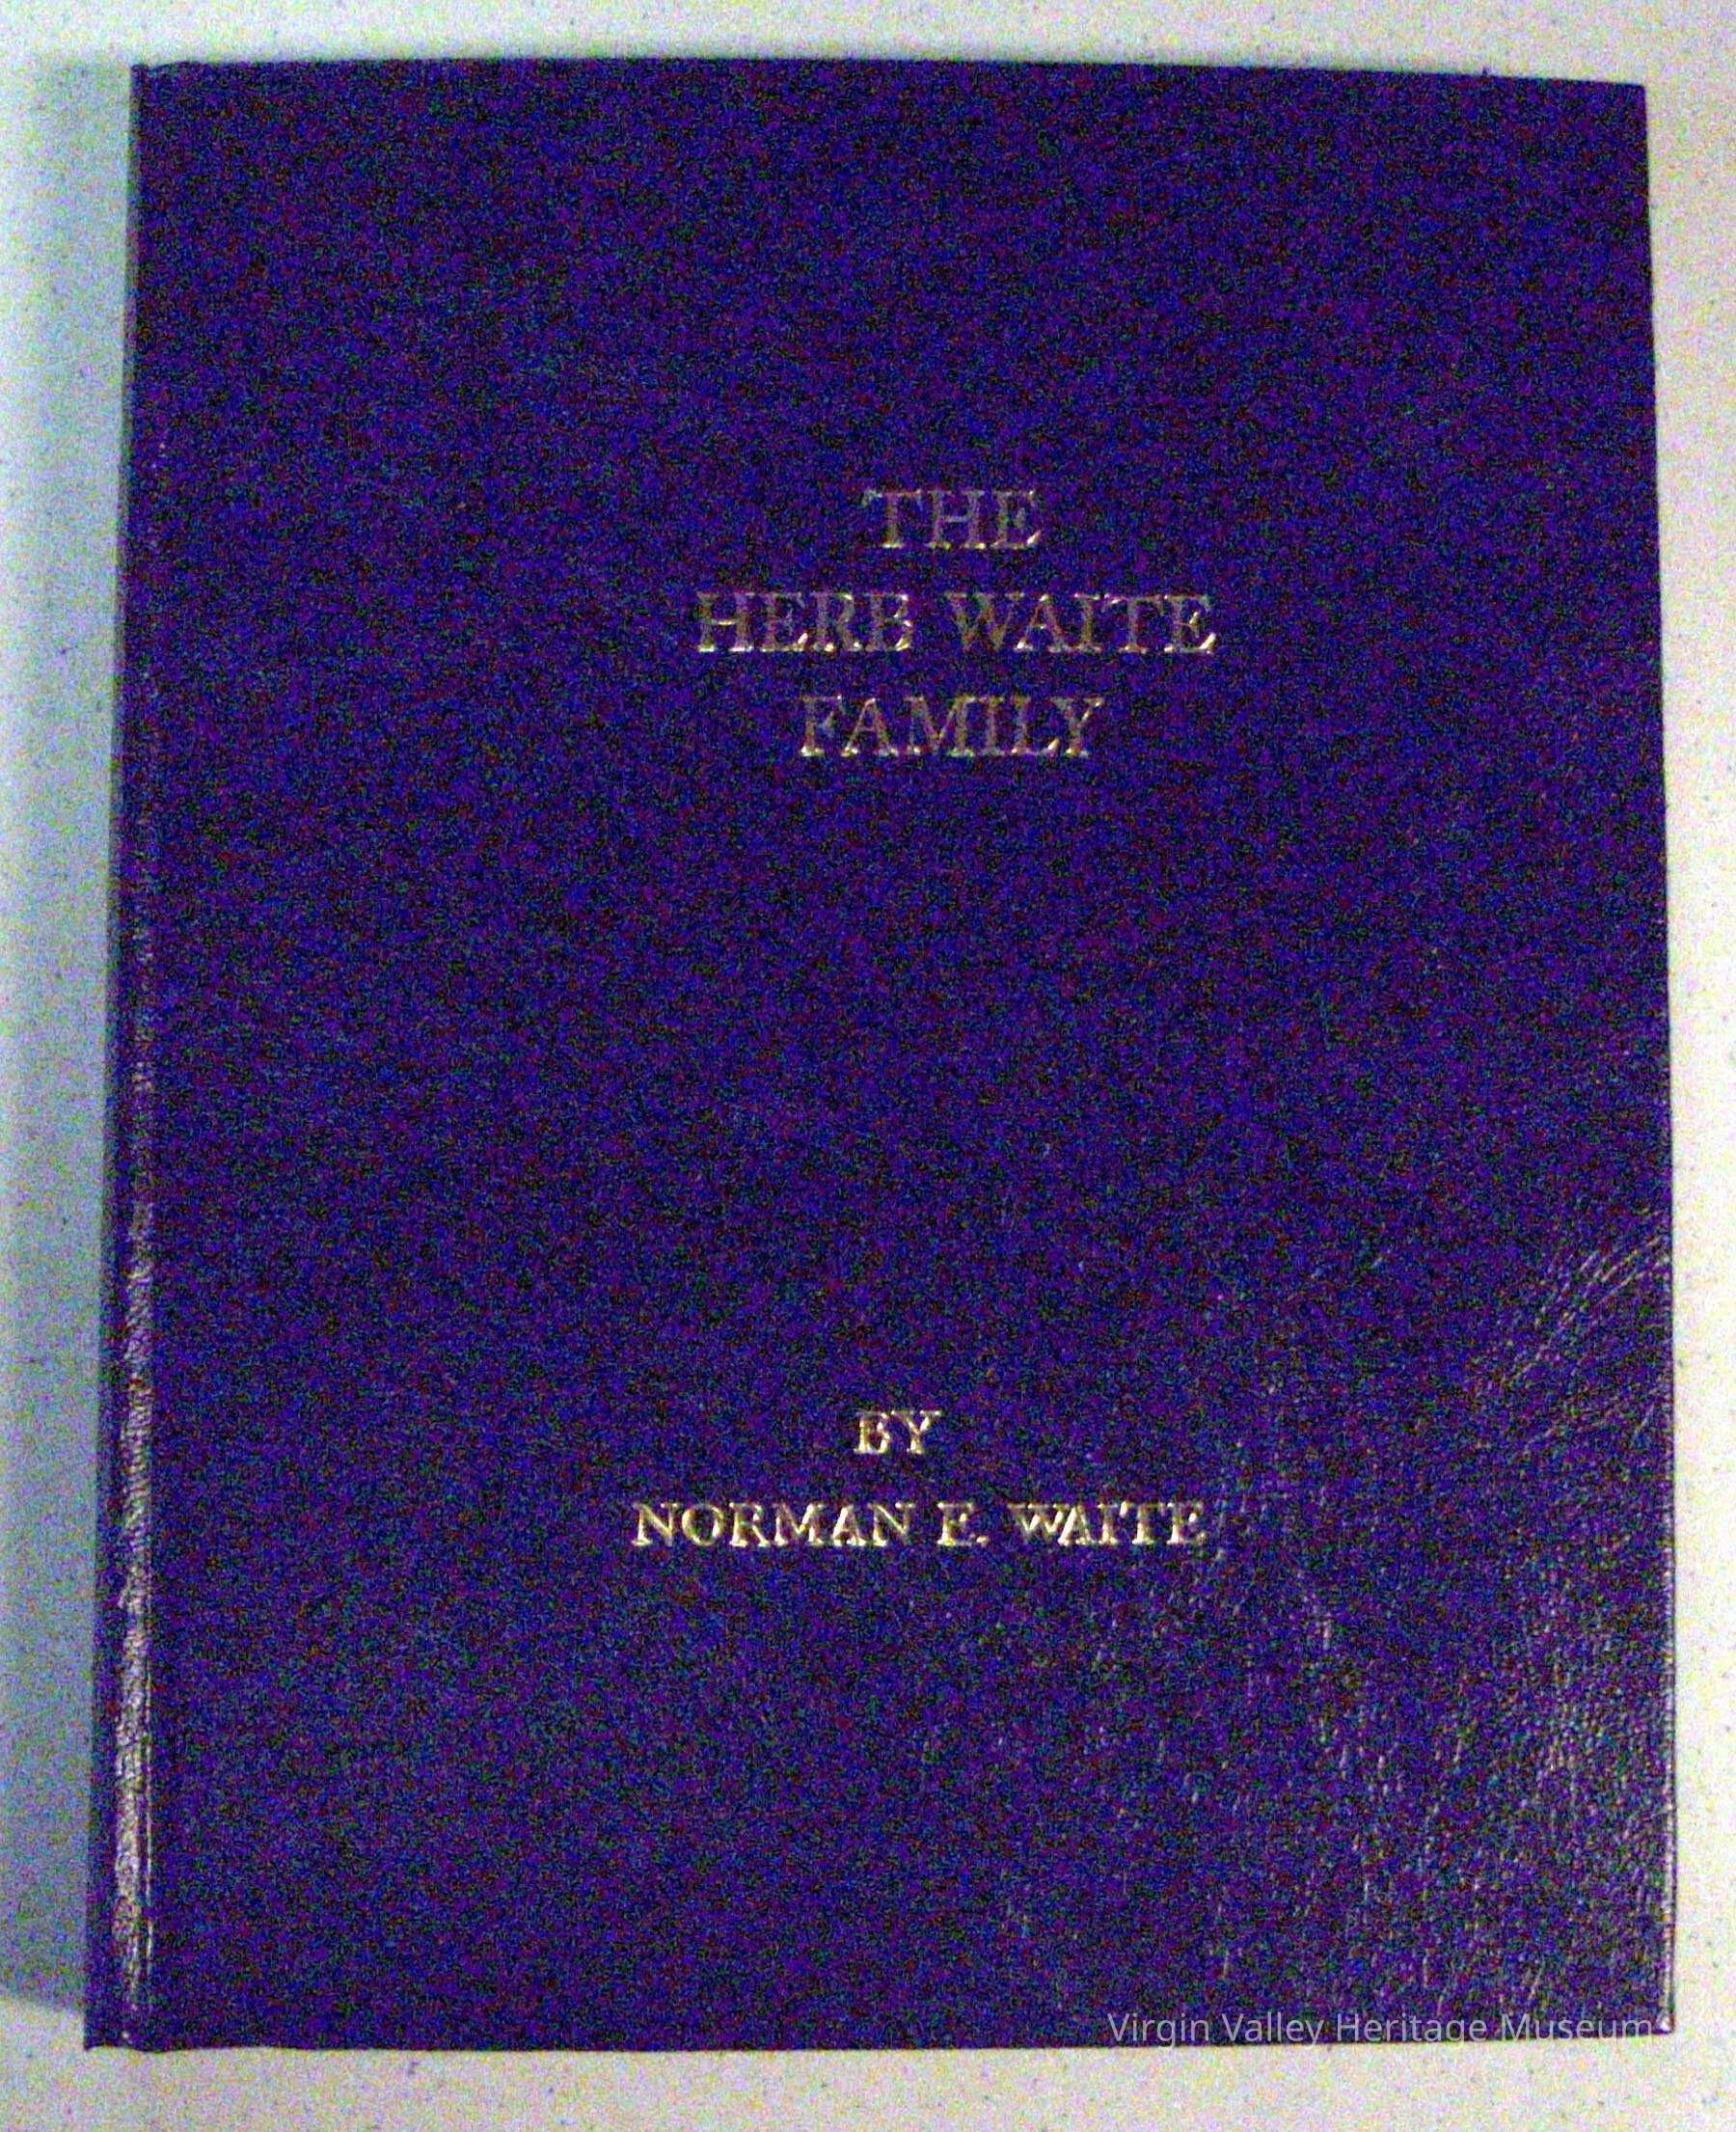 THE
HERB WAITE
FAMILY
BY
NORMAN E. WAITE
Virgin Valley Heritage Museum